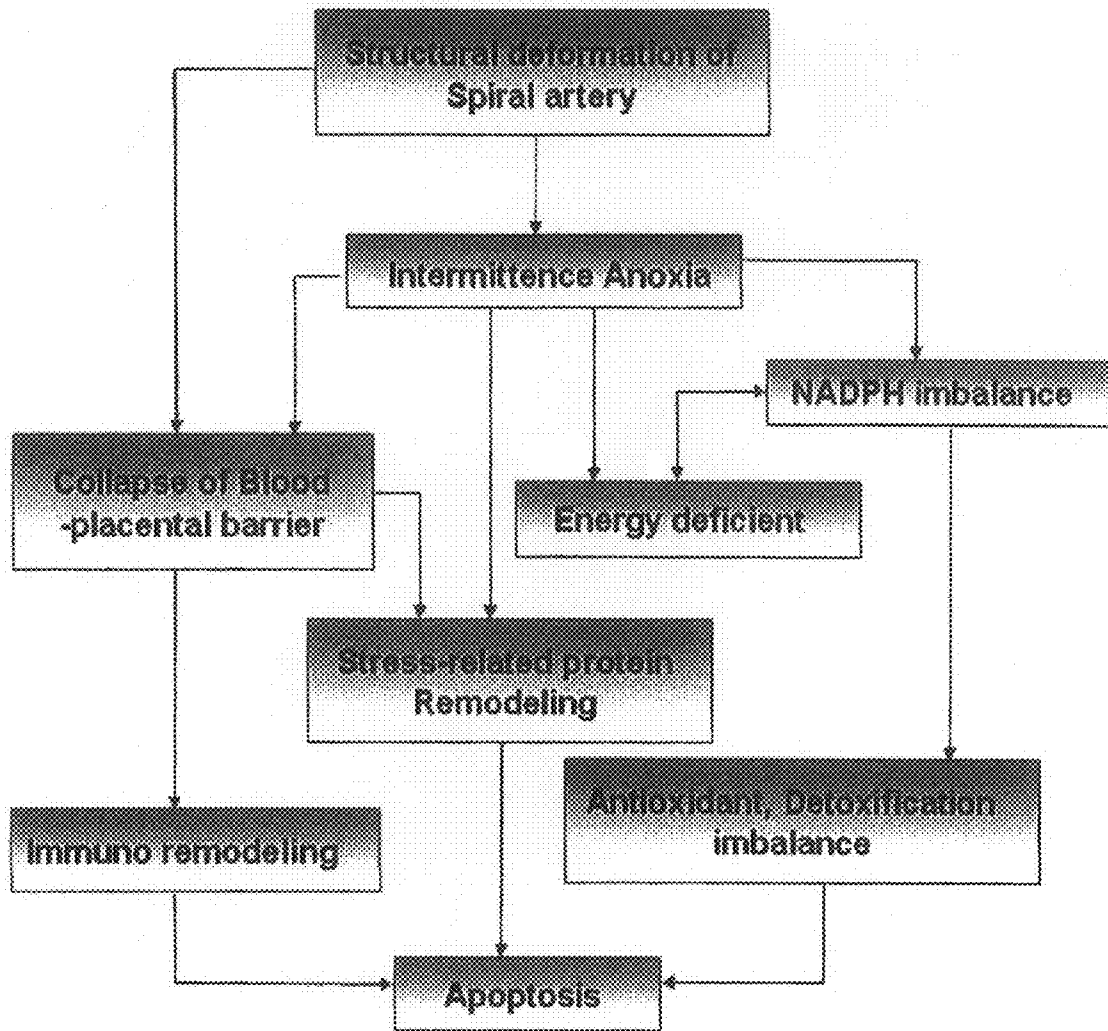 Structural deformation of
Spiral artery
Intermittence Anoxia
NADPH imbalance
Collapse of Blood
-placental barrier
Energy deficient
Stress-related protein
Remodeling
Antioxidant, Detoxification
imbalance
Immuno remodeling
Apoptosis